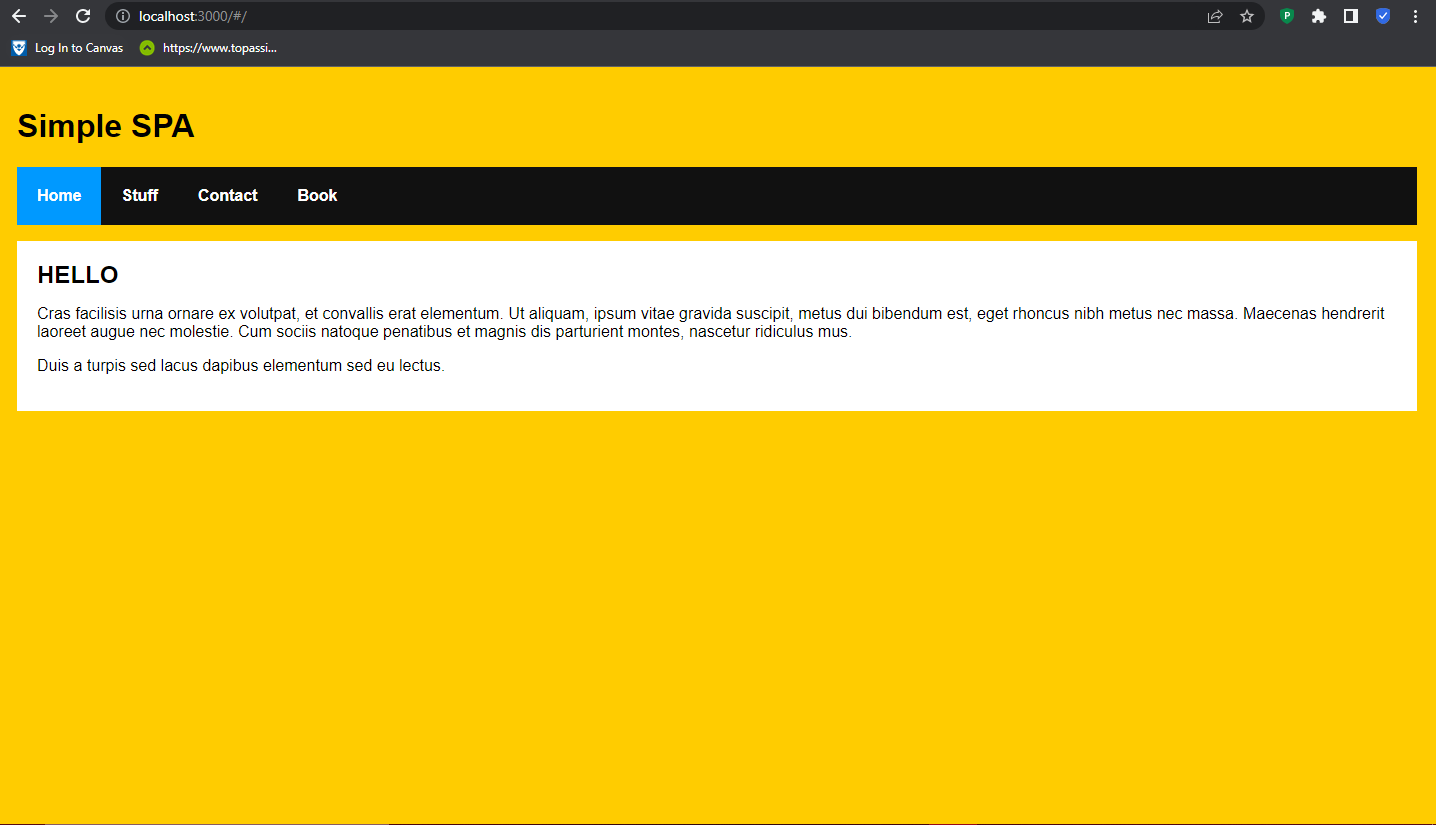 localhost:3000/#/
P
Log In to Canvas https://www.topassi...
Simple SPA
Home Stuff Contact Book
HELLO
Cras facilisis urna ornare ex volutpat, et convallis erat elementum. Ut aliquam, ipsum vitae gravida suscipit, metus dui bibendum est, eget rhoncus nibh metus nec massa. Maecenas hendrerit
laoreet augue nec molestie. Cum sociis natoque penatibus et magnis dis parturient montes, nascetur ridiculus mus.
Duis a turpis sed lacus dapibus elementum sed eu lectus.